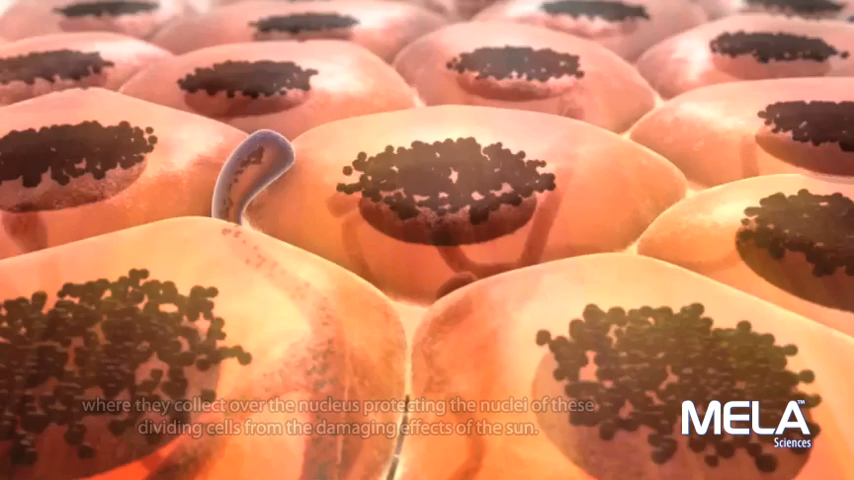 where they collect over the nucleus protecting the nuclei of these
dividing cells from the damaging effects of the sun.
MELA™
Sciences